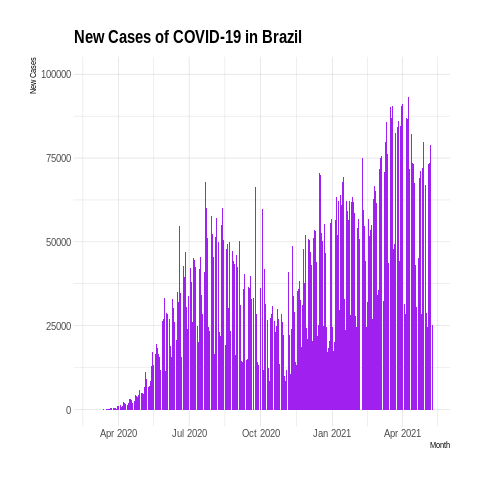 New Cases of COVID-19 in Brazil
New Cases
100000
75000
50000
25000
0
Apr 2020 Jul 2020 Oct 2020 Jan 2021 Apr 2021
Month